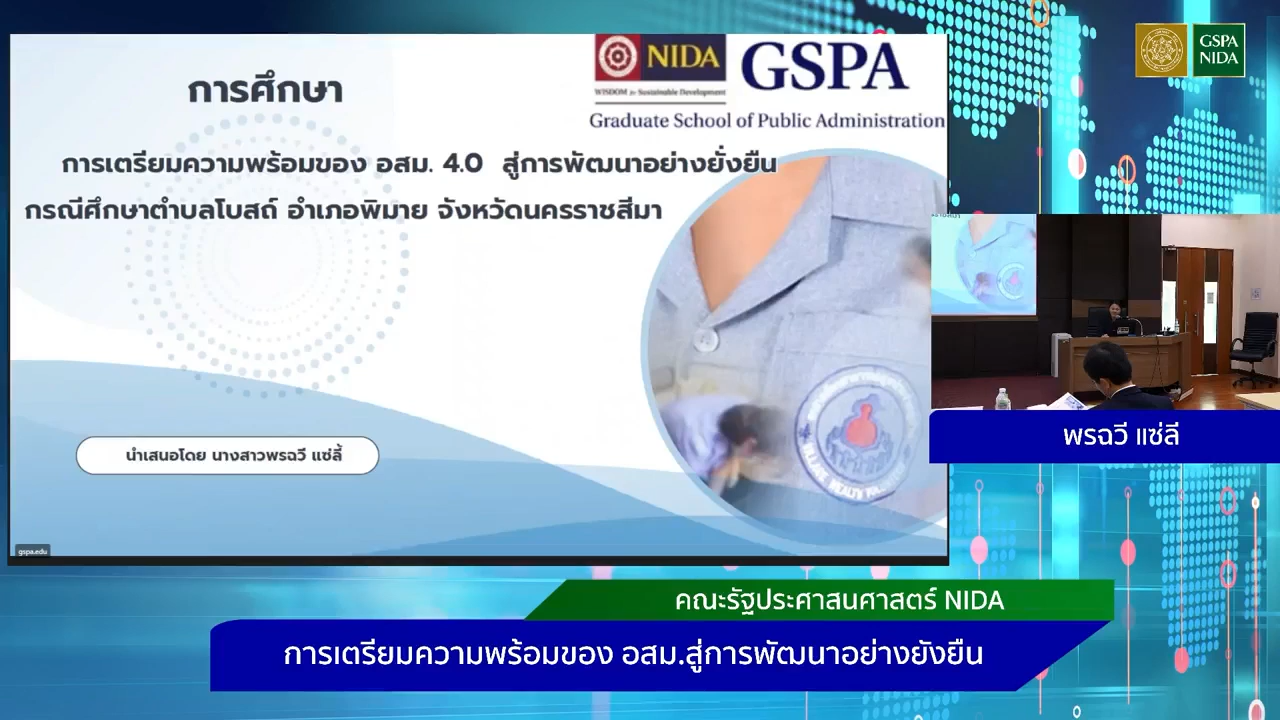 NIDA
WISDOM for Sustainable Development
GSPA
Graduate School of Public Administration
การศึกษา
การเตรียมความพร้อมของ อสม. 4.0 สู่การพัฒนาอย่างยั่งยืน
กรณีศึกษาตำบลโบสถ์ อำเภอพิมาย จังหวัดนครราชสีมา
นำเสนอโดย นางสาวพรฉวี แซ่ลี้
gspa.edu
GSPA
NIDA
พรฉวี แซ่ลี
คณะรัฐประศาสนศาสตร์ NIDA
การเตรียมความพร้อมของ อสม.สู่การพัฒนาอย่างยังยืน